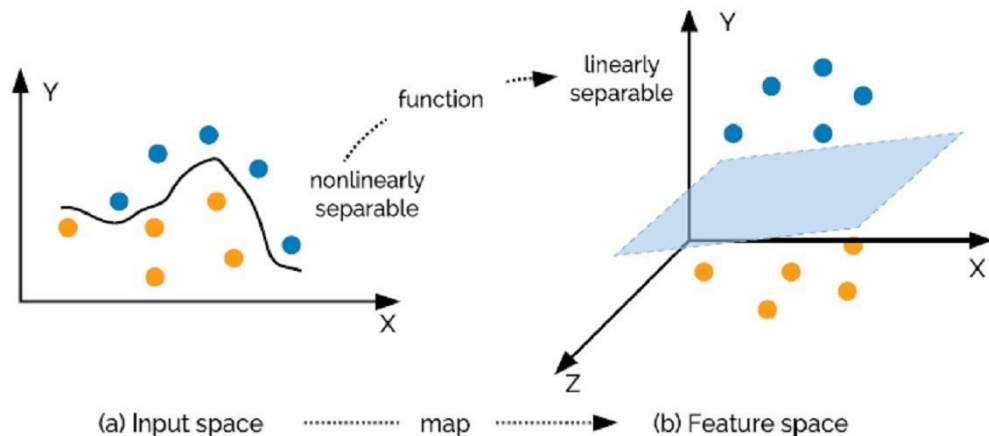 Y
X
nonlinearly
separable
function
linearly
separable
Y
X
Z
(a) Input space
map
(b) Feature space